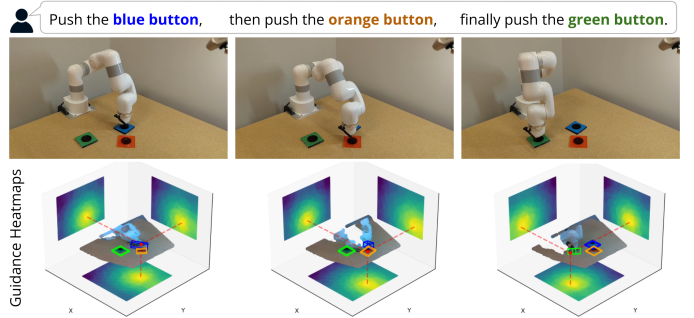 Push the blue button, then push the orange button, finally push the green button.
Guidance Heatmaps
X Y X Y X Y